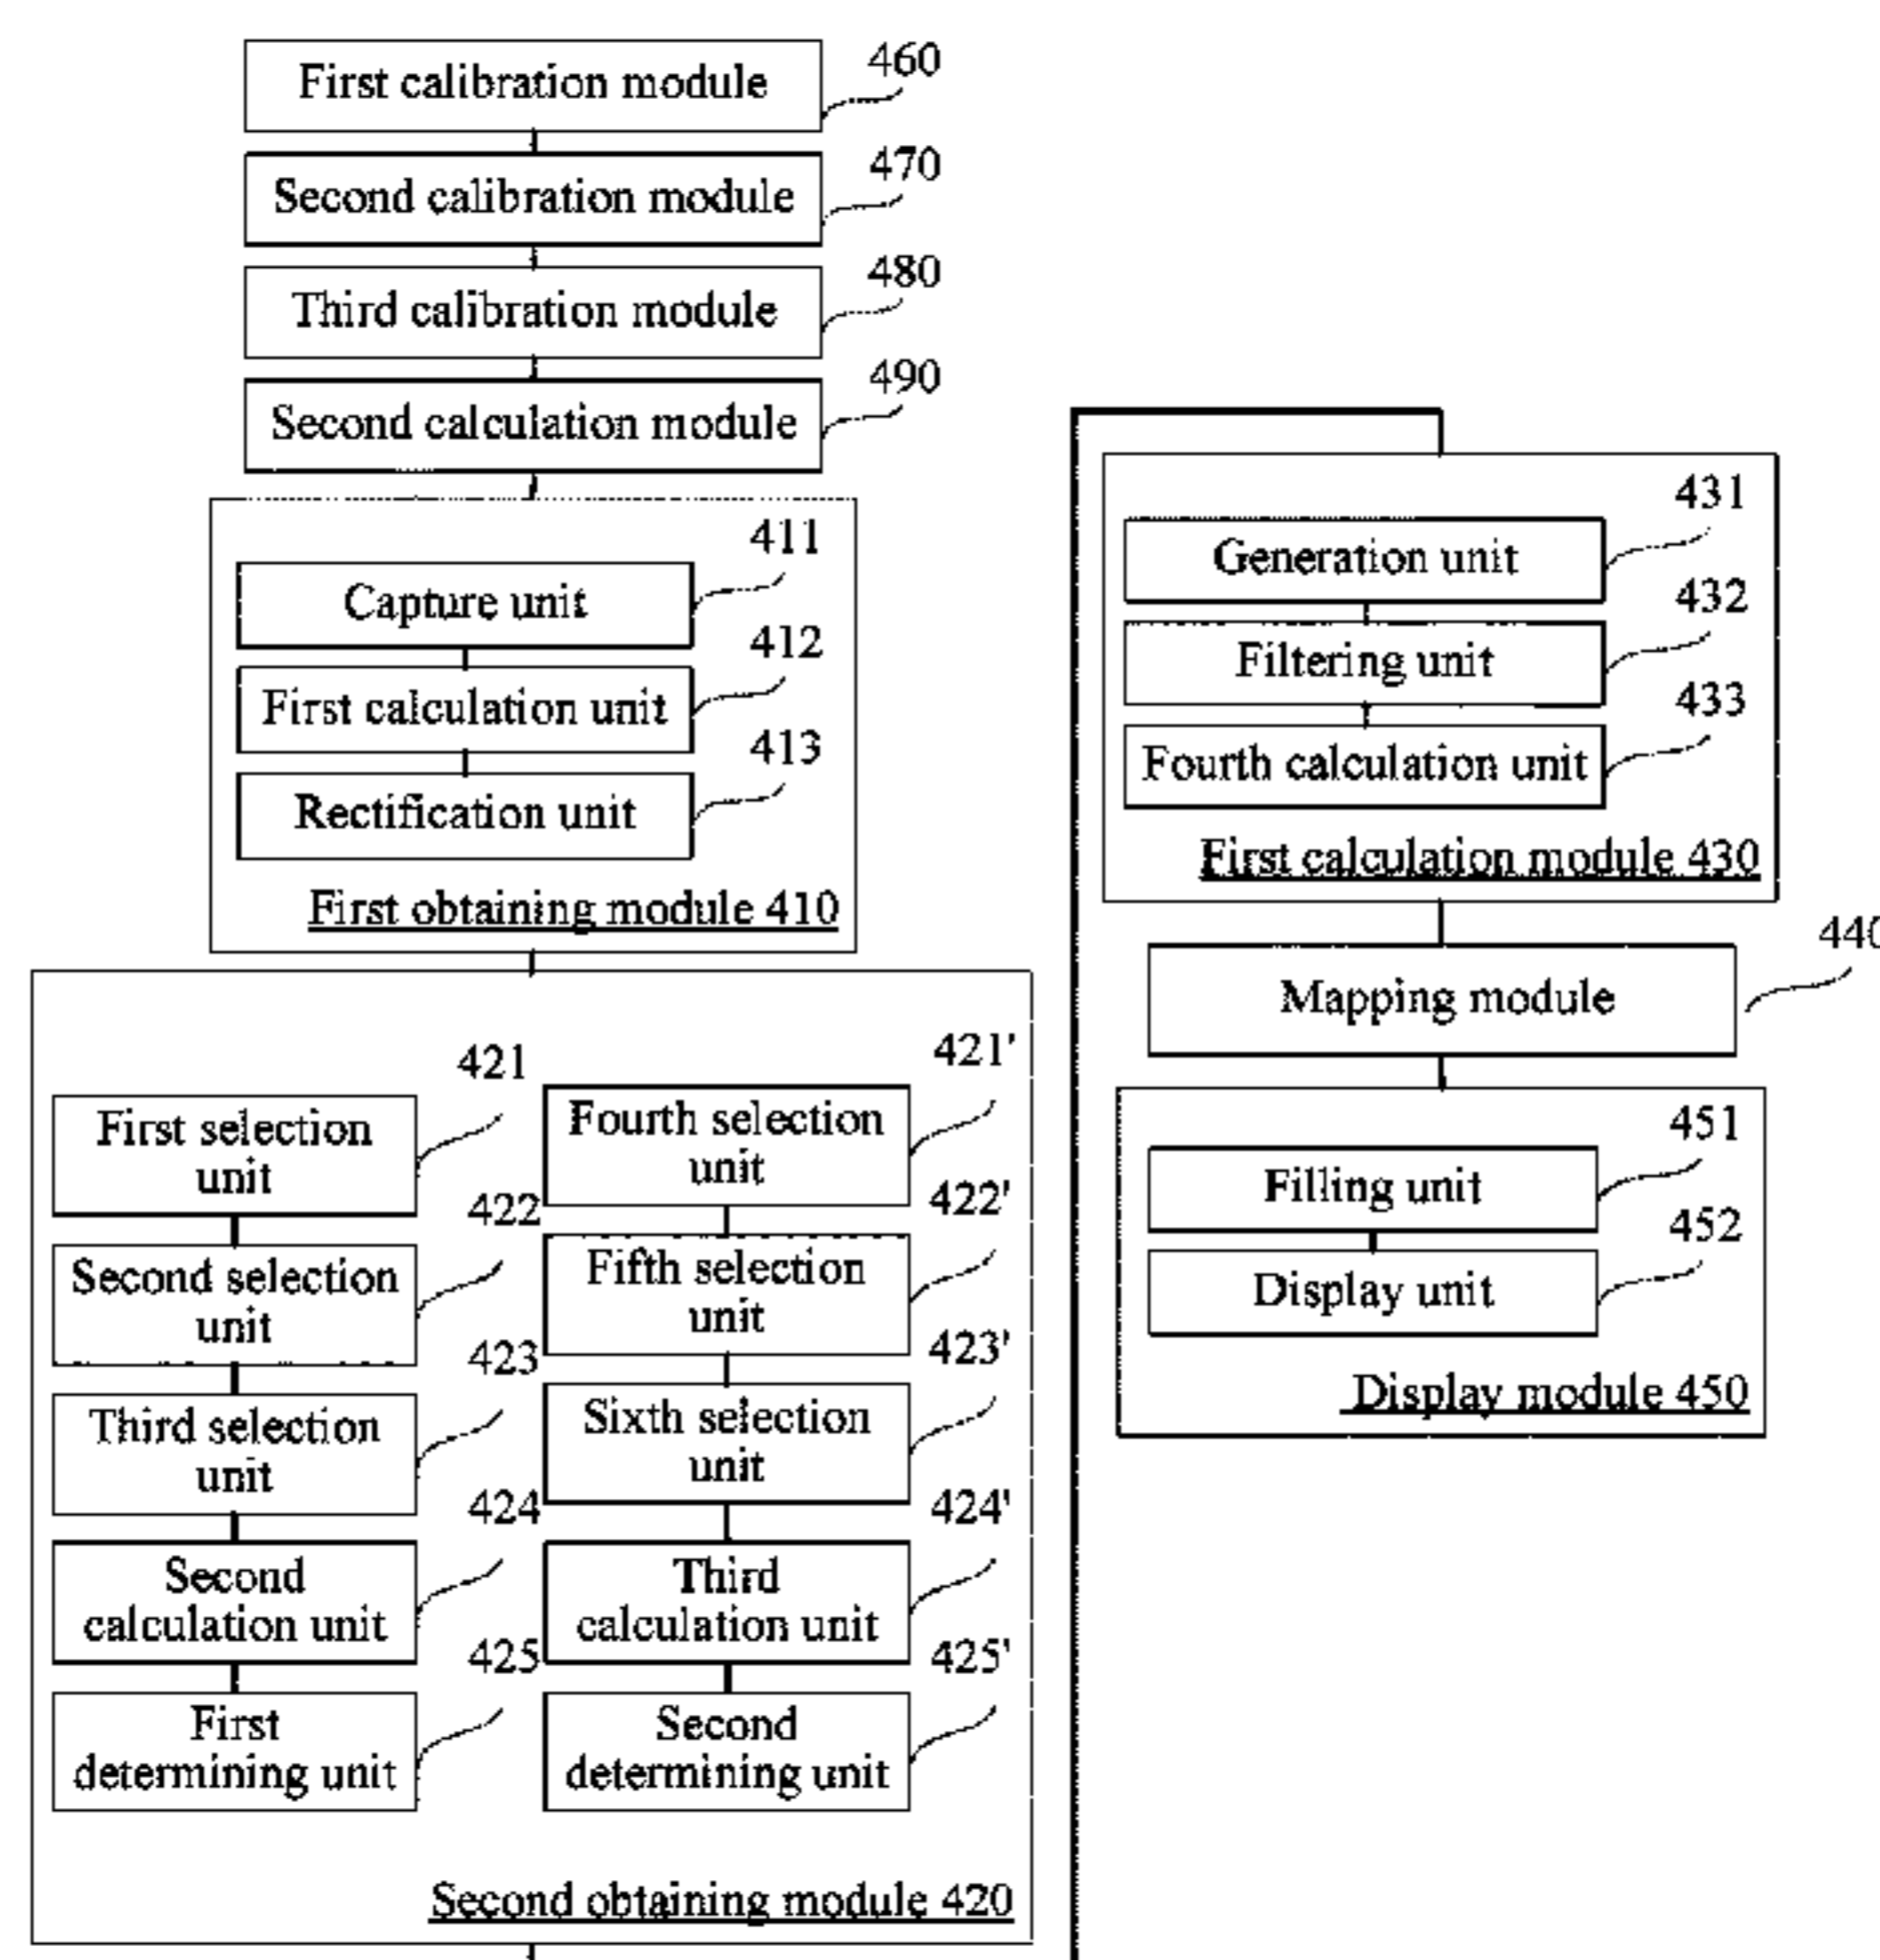 First calibration module
460
Second calibration module
470
Third calibration module
480
Second calculation module
490
Capture unit
411
First calculation unit
412
Rectification unit
413
First obtaining module 410
First selection
unit
421
Second selection
unit
422
Third selection
unit
423
Second
calculation unit
424
First
determining unit
425
Fourth selection
unit
421'
Fifth selection
unit
422'
Sixth selection
unit
423'
Third
calculation unit
424'
Second
determining unit
425'
Second obtaining module 420
Generation unit
431
Filtering unit
432
Fourth calculation unit
433
First calculation module 430
Mapping module
440
Filling unit
451
Display unit
452
Display module 450